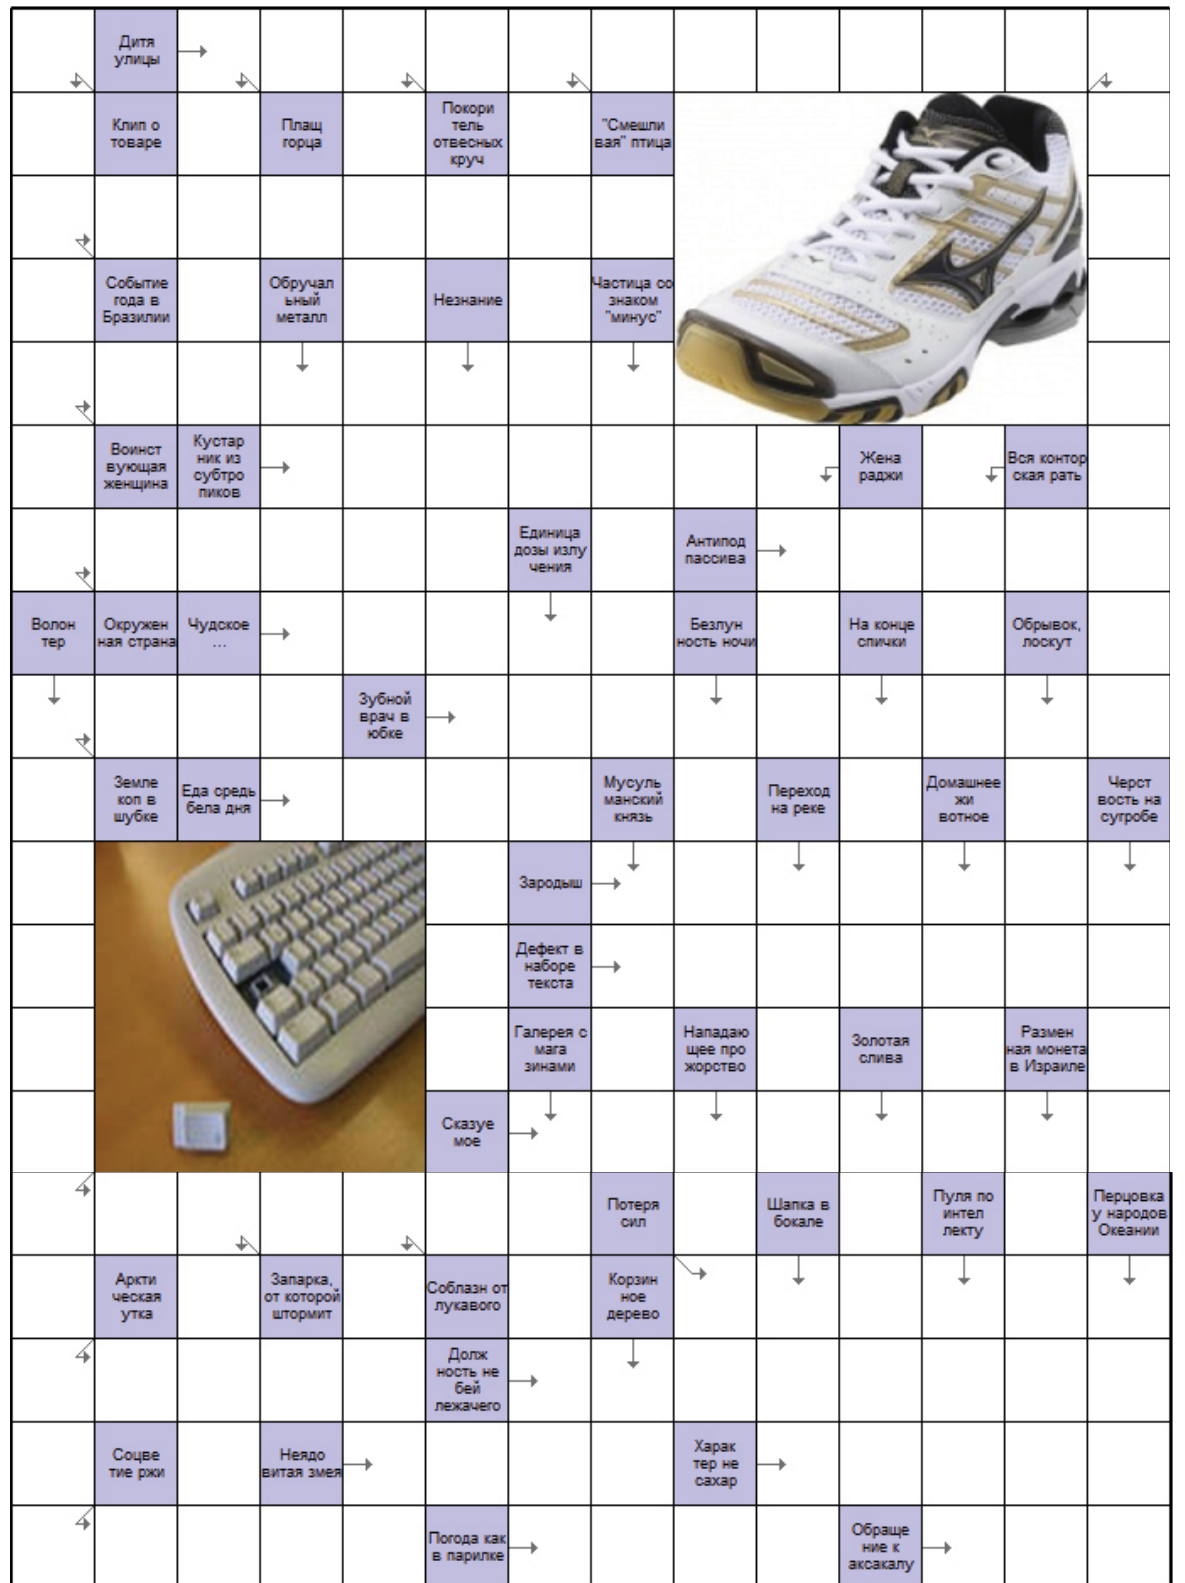 Дитя
улицы
Клип о
товаре
Плащ
горца
Покори
тель
отвесных
круч
"Смешли
вая" птица
Событие
года в
Бразилии
Обручал
ьный
металл
Незнание
Частица со
знаком
"минус"
Воинст
вующая
женщина
Кустар
ник из
субтро
пиков
Жена
раджи
Вся контор
ская рать
Единица
дозы излу
чения
Антипод
пассива
Волон
тер
Окружен
ная страна
Чудское
...
Безлун
ность ночи
На конце
спички
Обрывок,
лоскут
Зубной
врач в
юбке
Земле
коп в
шубке
Еда средь
бела дня
Мусуль
манский
князь
Переход
на реке
Домашнее
жи
вотное
Черст
вость на
сугробе
Зародыш
Дефект в
наборе
текста
Галерея с
мага
зинами
Нападаю
щее про
жорство
Золотая
слива
Размен
ная монета
в Израиле
Сказуе
мое
Потеря
сил
Шапка в
бокале
Пуля по
интел
лекту
Перцовка
у народов
Океании
Аркти
ческая
утка
Запарка,
от которой
штормит
Соблазн от
лукавого
Корзин
ное
дерево
Долж
ность не
бей
лежачего
Соцве
тие ржи
Неядо
витая змея
Харак
тер не
сахар
Погода как
в парилке
Обраще
ние к
аксакалу